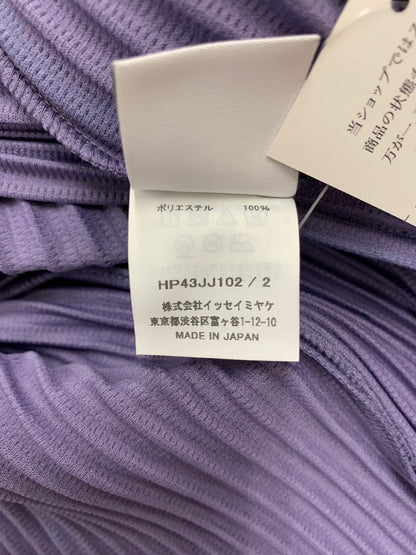 当ショップでは
商品の状態
万が一
ポリエステル 100%
HP43JJ102 / 2
株式会社イッセイミヤケ
東京都渋谷区富ヶ谷1-12-10
MADE IN JAPAN